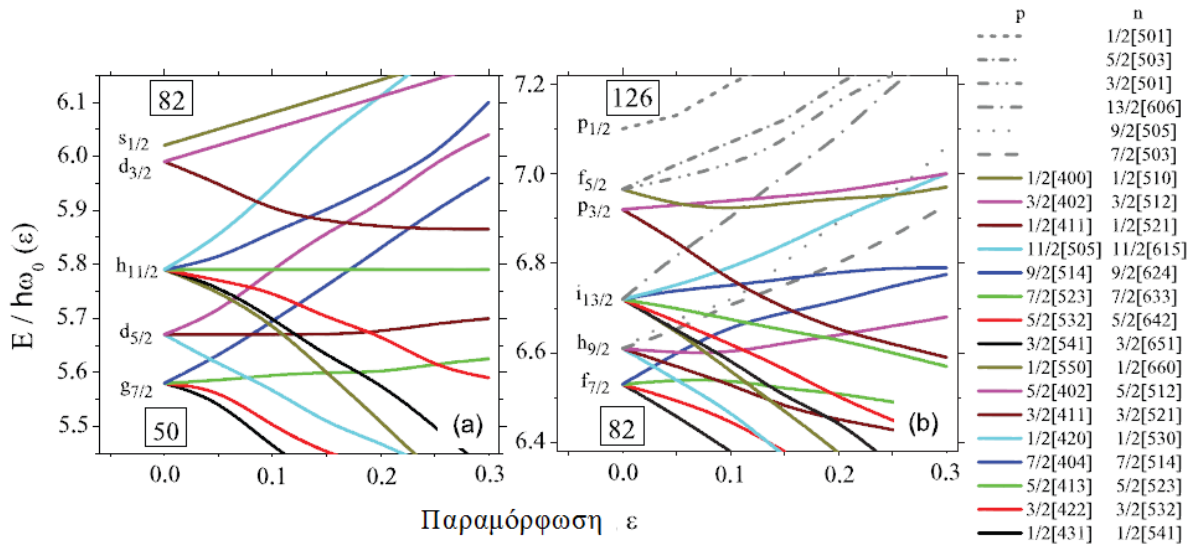 82
s1/2
d3/2
h11/2
d5/2
g7/2
50
(a)
6.1
6.0
5.9
5.8
5.7
5.6
5.5
E / ħω0 (ε)
0.0 0.1 0.2 0.3
126
p1/2
f5/2
p3/2
i13/2
h9/2
f7/2
82
(b)
7.2
7.0
6.8
6.6
6.4
0.0 0.1 0.2 0.3
Παραμόρφωση ε
p n
1/2[501]
5/2[503]
3/2[501]
13/2[606]
9/2[505]
7/2[503]
1/2[400] 1/2[510]
3/2[402] 3/2[512]
1/2[411] 1/2[521]
11/2[505] 11/2[615]
9/2[514] 9/2[624]
7/2[523] 7/2[633]
5/2[532] 5/2[642]
3/2[541] 3/2[651]
1/2[550] 1/2[660]
5/2[402] 5/2[512]
3/2[411] 3/2[521]
1/2[420] 1/2[530]
7/2[404] 7/2[514]
5/2[413] 5/2[523]
3/2[422] 3/2[532]
1/2[431] 1/2[541]